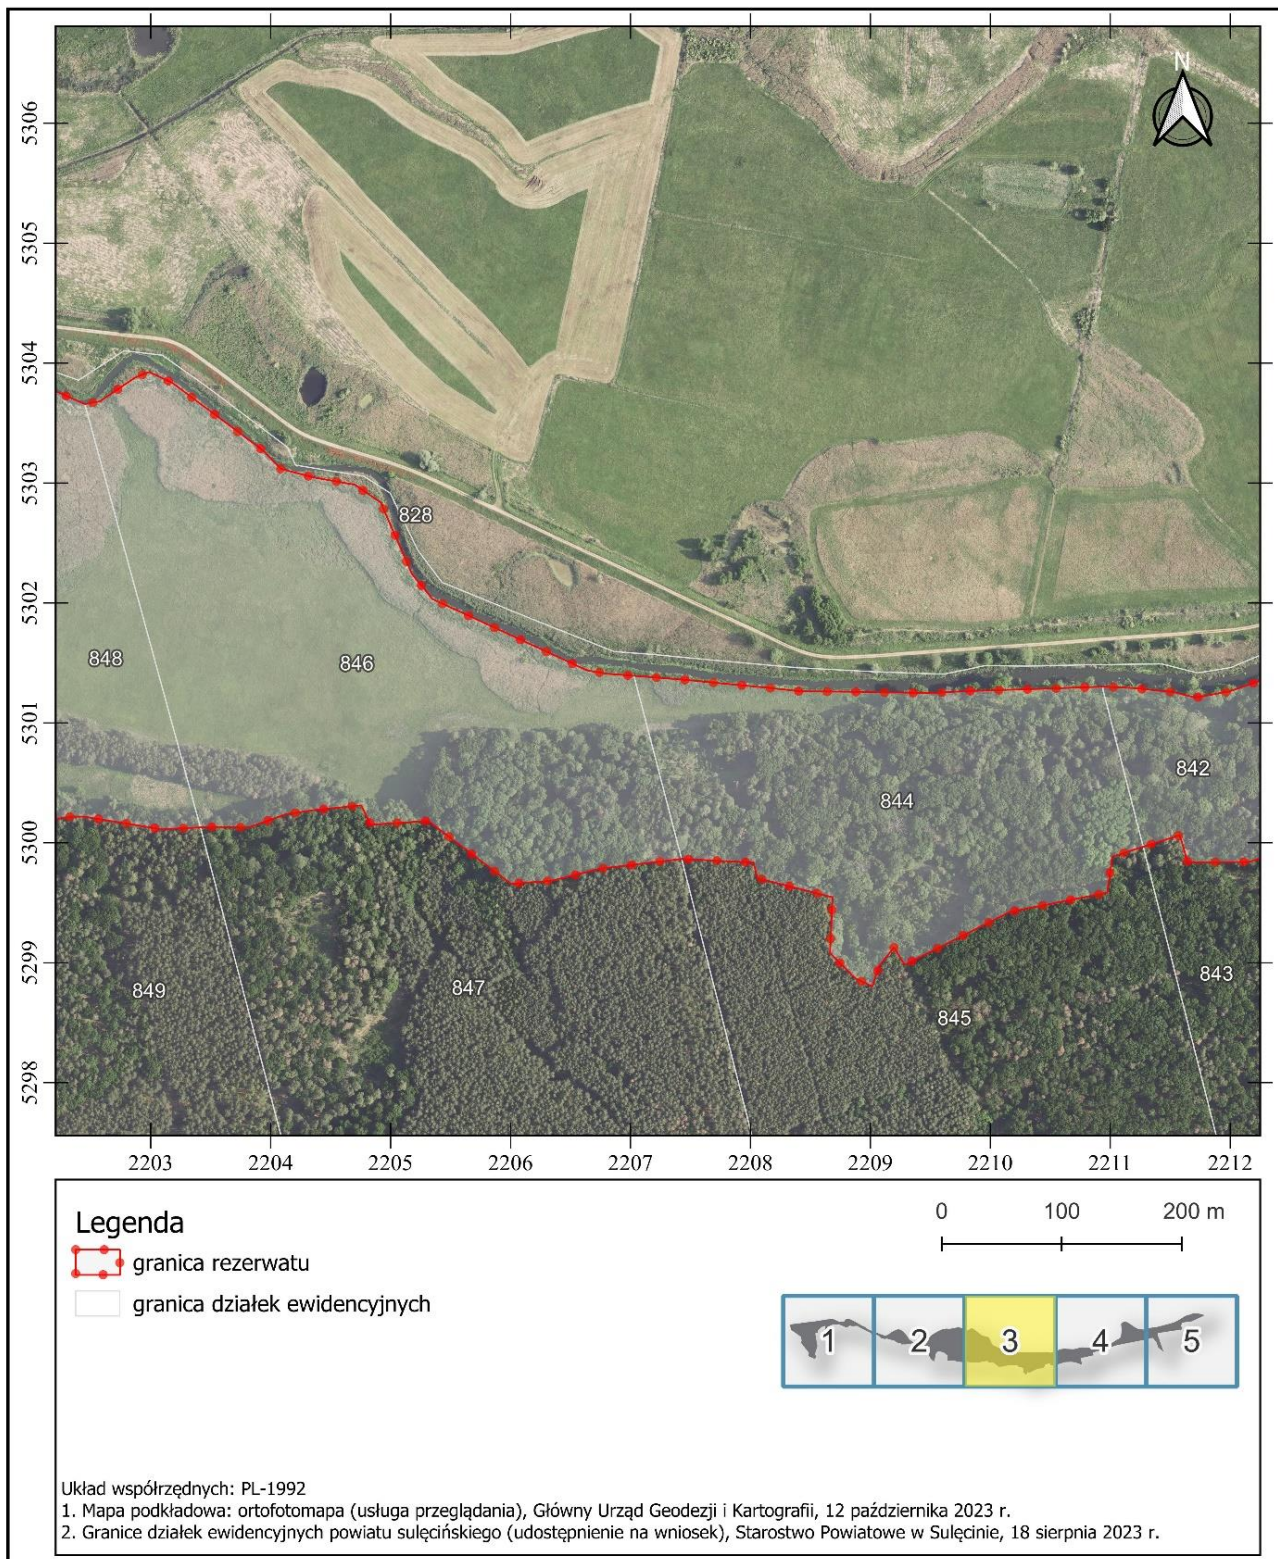 N
5306
5305
5304
5303
5302
5301
5300
5299
5298
828
848
846
842
844
849
847
845
843
2203 2204 2205 2206 2207 2208 2209 2210 2211 2212
Legenda
granica rezerwatu
granica działek ewidencyjnych
0 100 200 m
1 2 3 4 5
Układ współrzędnych: PL-1992
1. Mapa podkładowa: ortofotomapa (usługa przeglądania), Główny Urząd Geodezji i Kartografii, 12 października 2023 r.
2. Granice działek ewidencyjnych powiatu sulęcińskiego (udostępnienie na wniosek), Starostwo Powiatowe w Sulęcinie, 18 sierpnia 2023 r.